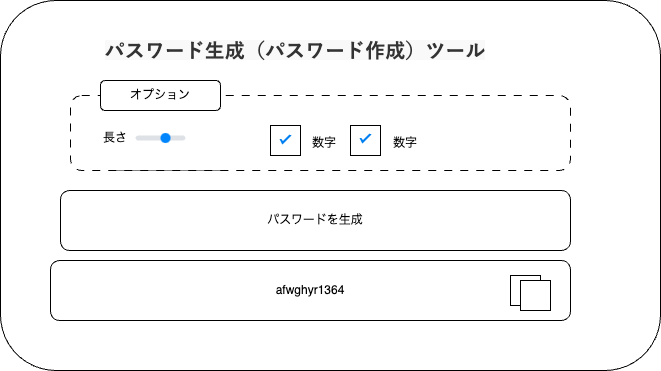 パスワード生成（パスワード作成）ツール
オプション
長さ
数字
数字
パスワードを生成
afwghyr1364